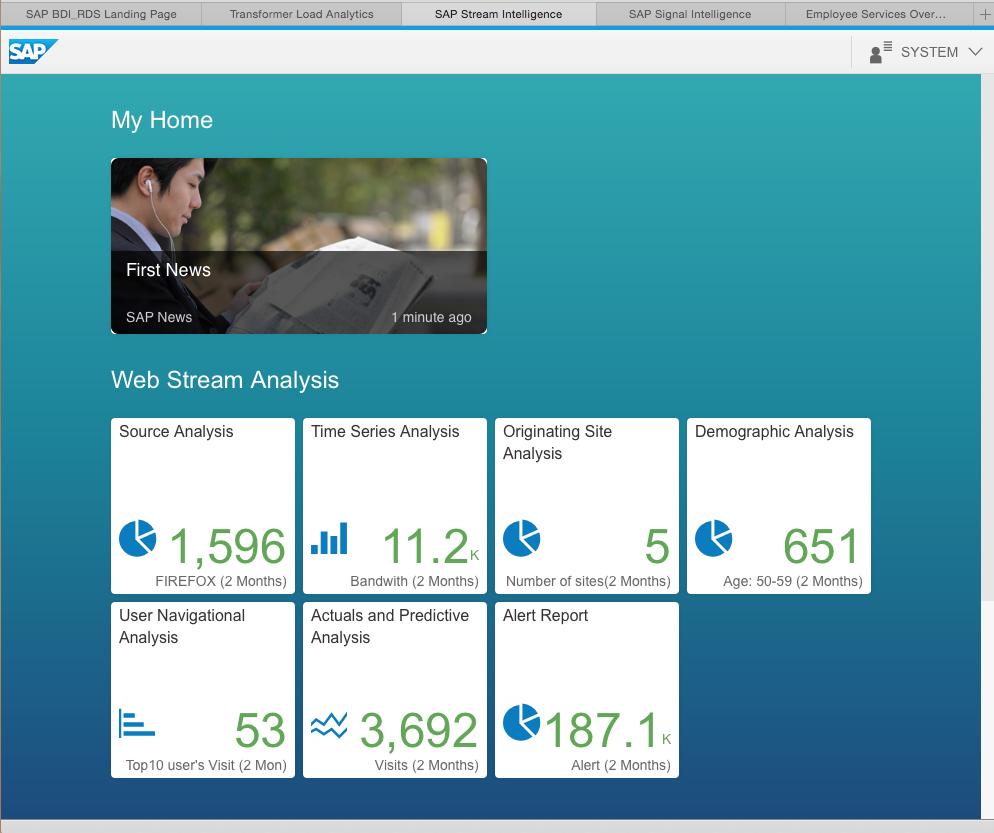 SAP BDI_RDS Landing Page
Transformer Load Analytics
SAP Stream Intelligence
SAP Signal Intelligence
Employee Services Over…
SAP
SYSTEM
My Home
First News
SAP News
1 minute ago
Web Stream Analysis
Source Analysis
1,596
FIREFOX (2 Months)
Time Series Analysis
11.2K
Bandwith (2 Months)
Originating Site
Analysis
5
Number of sites(2 Months)
Demographic Analysis
651
Age: 50-59 (2 Months)
User Navigational
Analysis
53
Top10 user's Visit (2 Mon)
Actuals and Predictive
Analysis
3,692
Visits (2 Months)
Alert Report
187.1K
Alert (2 Months)